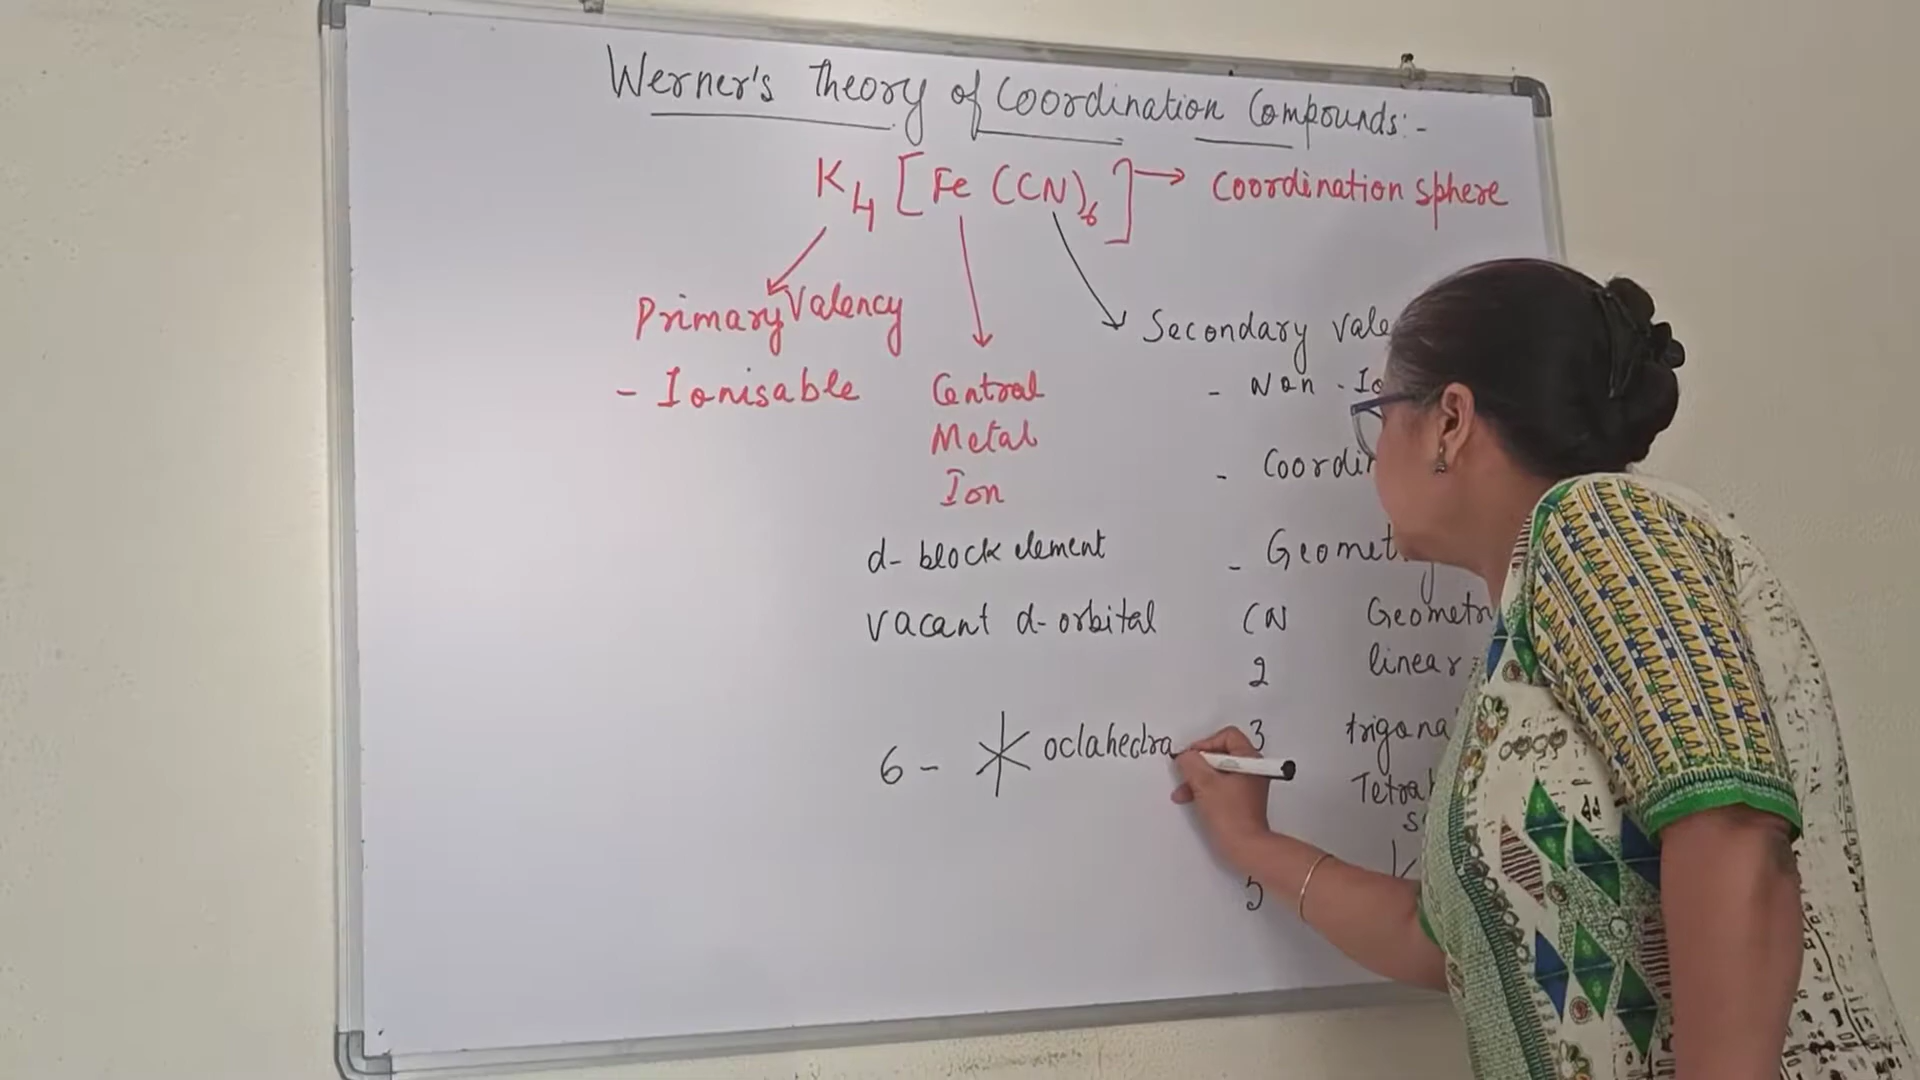 Werner's Theory of Coordination Compounds:-
K4 [Fe (CN)6] → Coordination sphere
Primary Valency
- Ionisable
Central
Metal
Ion
d- block element
vacant d- orbital
6 - octahedra
Secondary vale
- Non - Io
- Coordin
- Geomet
CN Geometr
2 linear
3 trigona
Tetrah
5